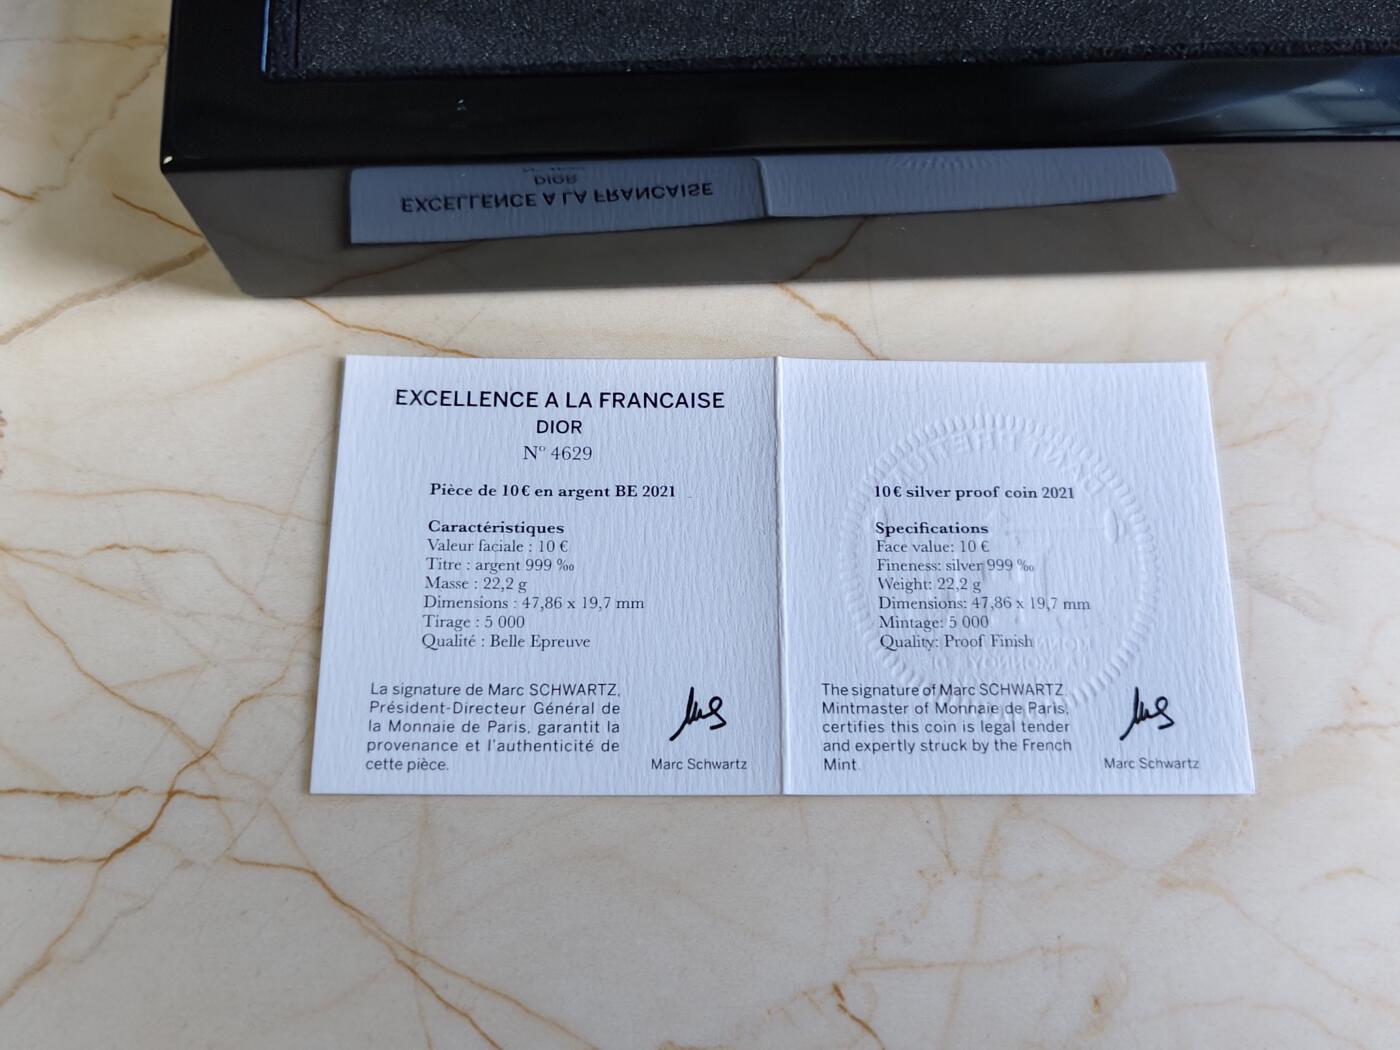 EXCELLENCE A LA FRANCAISE
DIOR
EXCELLENCE A LA FRANCAISE
DIOR
N° 4629
Pièce de 10€ en argent BE 2021
Caractéristiques
Valeur faciale : 10 €
Titre : argent 999 ‰
Masse : 22,2 g
Dimensions : 47,86 x 19,7 mm
Tirage : 5 000
Qualité : Belle Epreuve
La signature de Marc SCHWARTZ,
Président-Directeur Général de
la Monnaie de Paris, garantit la
provenance et l'authenticité de
cette pièce.
Marc Schwartz
10€ silver proof coin 2021
Specifications
Face value: 10 €
Fineness: silver 999 ‰
Weight: 22,2 g
Dimensions: 47,86 x 19,7 mm
Mintage: 5 000
Quality: Proof Finish
The signature of Marc SCHWARTZ
Mintmaster of Monnaie de Paris,
certifies this coin is legal tender
and expertly struck by the French
Mint.
Marc Schwartz